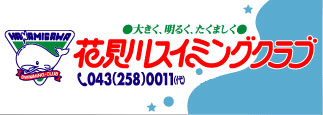 ●大きく、明るく、たくましく●
花見川スイミングクラブ
043(258)0011(代)
HANAMIGAWA
SWIMMING CLUB